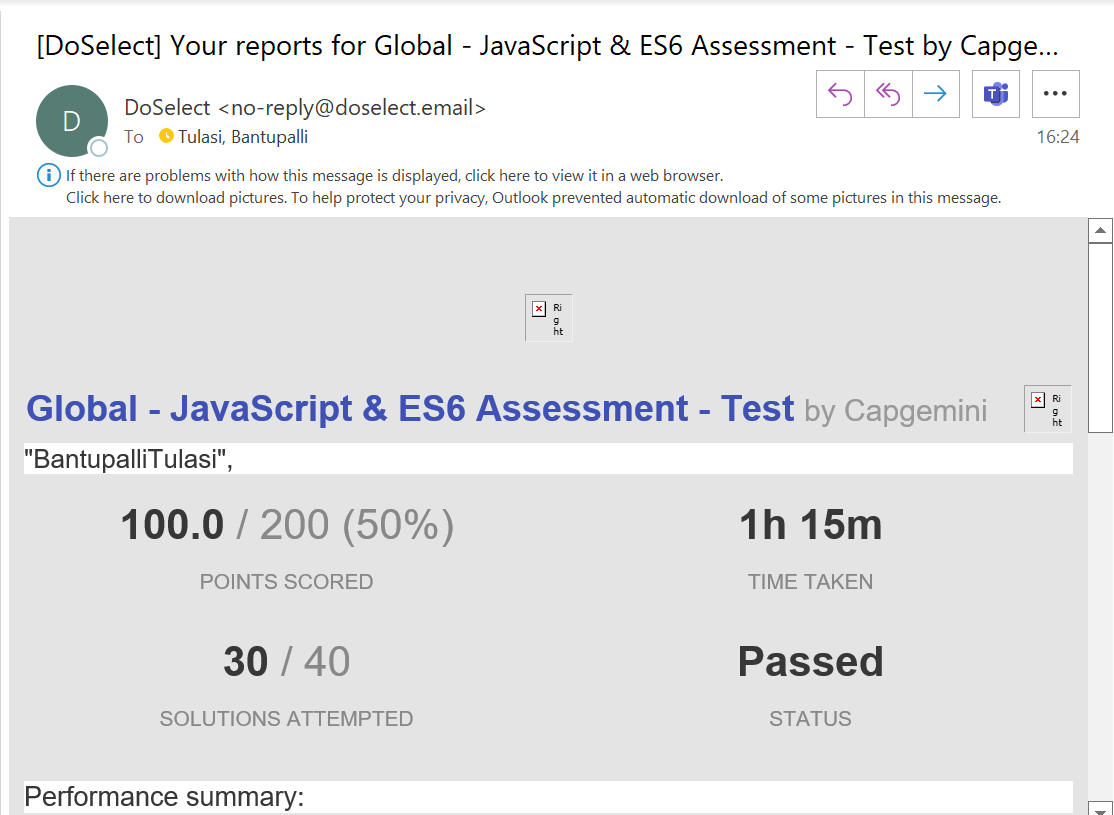 [DoSelect] Your reports for Global - JavaScript & ES6 Assessment - Test by Capge...
D
DoSelect <no-reply@doselect.email>
To Tulasi, Bantupalli
16:24
If there are problems with how this message is displayed, click here to view it in a web browser.
Click here to download pictures. To help protect your privacy, Outlook prevented automatic download of some pictures in this message.
Ri
g
ht
Global - JavaScript & ES6 Assessment - Test by Capgemini
Ri
g
ht
"BantupalliTulasi",
100.0 / 200 (50%)
1h 15m
POINTS SCORED
TIME TAKEN
30 / 40
Passed
SOLUTIONS ATTEMPTED
STATUS
Performance summary: